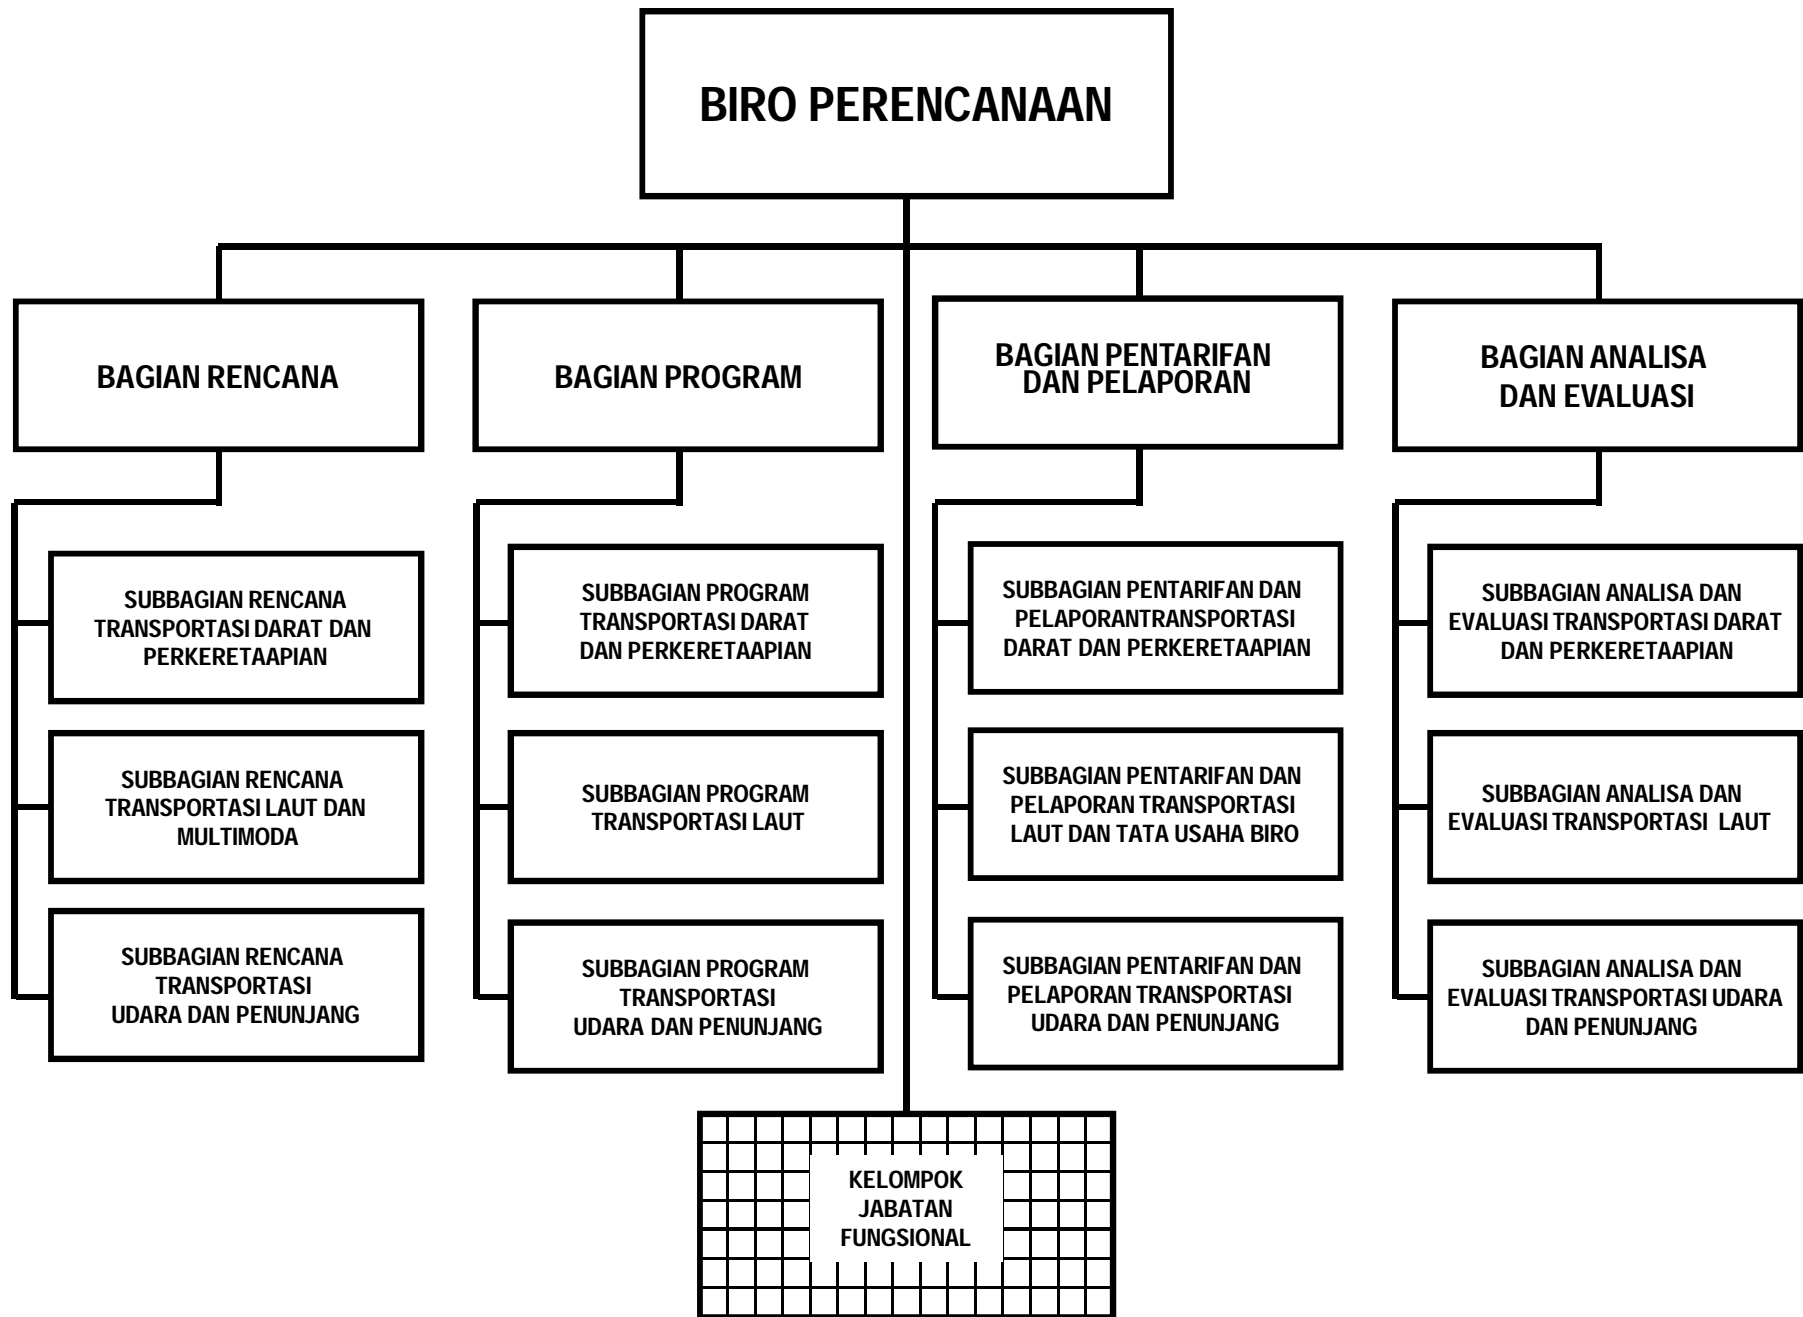 BIRO PERENCANAAN
BAGIAN RENCANA
BAGIAN PROGRAM
BAGIAN PENTARIFAN
DAN PELAPORAN
BAGIAN ANALISA
DAN EVALUASI
SUBBAGIAN RENCANA
TRANSPORTASI DARAT DAN
PERKERETAAPIAN
SUBBAGIAN PROGRAM
TRANSPORTASI DARAT
DAN PERKERETAAPIAN
SUBBAGIAN PENTARIFAN DAN
PELAPORANTRANSPORTASI
DARAT DAN PERKERETAAPIAN
SUBBAGIAN ANALISA DAN
EVALUASI TRANSPORTASI DARAT
DAN PERKERETAAPIAN
SUBBAGIAN RENCANA
TRANSPORTASI LAUT DAN
MULTIMODA
SUBBAGIAN PROGRAM
TRANSPORTASI LAUT
SUBBAGIAN PENTARIFAN DAN
PELAPORAN TRANSPORTASI
LAUT DAN TATA USAHA BIRO
SUBBAGIAN ANALISA DAN
EVALUASI TRANSPORTASI LAUT
SUBBAGIAN RENCANA
TRANSPORTASI
UDARA DAN PENUNJANG
SUBBAGIAN PROGRAM
TRANSPORTASI
UDARA DAN PENUNJANG
SUBBAGIAN PENTARIFAN DAN
PELAPORAN TRANSPORTASI
UDARA DAN PENUNJANG
SUBBAGIAN ANALISA DAN
EVALUASI TRANSPORTASI UDARA
DAN PENUNJANG
KELOMPOK
JABATAN
FUNGSIONAL